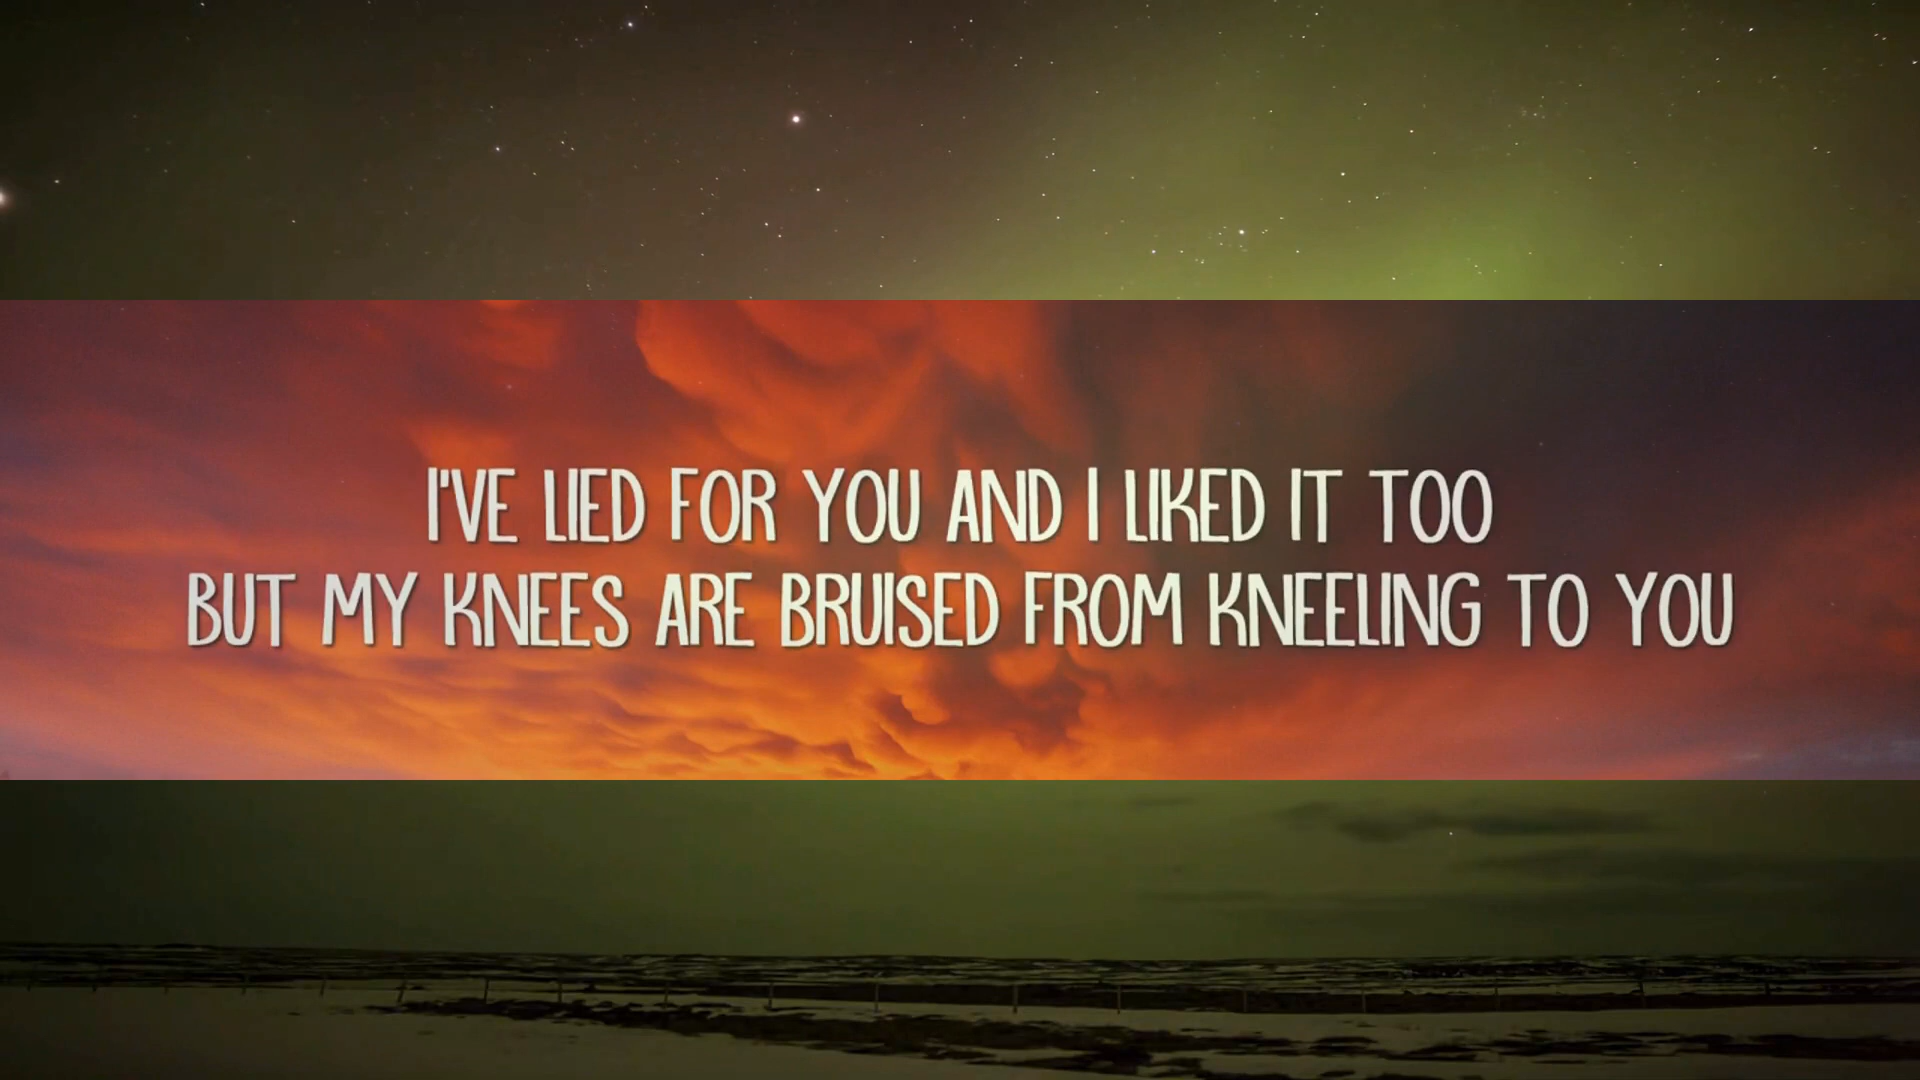 I'VE LIED FOR YOU AND I LIKED IT TOO
BUT MY KNEES ARE BRUISED FROM KNEELING TO YOU